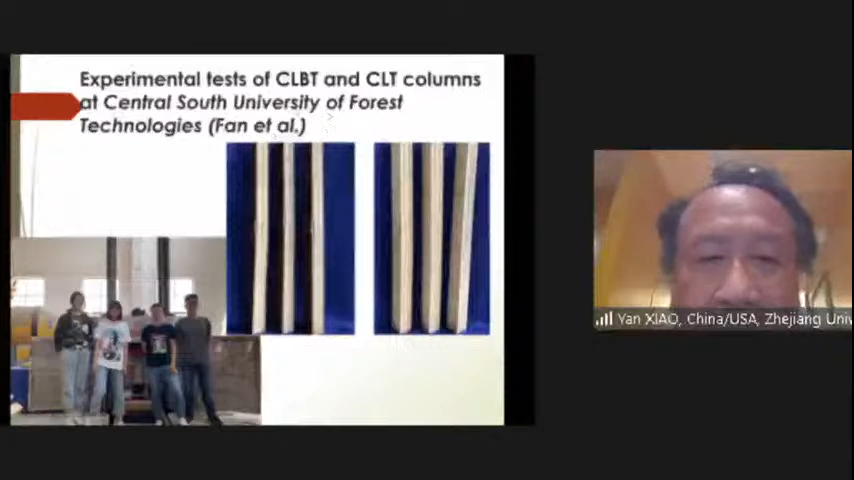 Experimental tests of CLBT and CLT columns
at Central South University of Forest
Technologies (Fan et al.)
Yan XIAO, China/USA, Zhejiang Univ